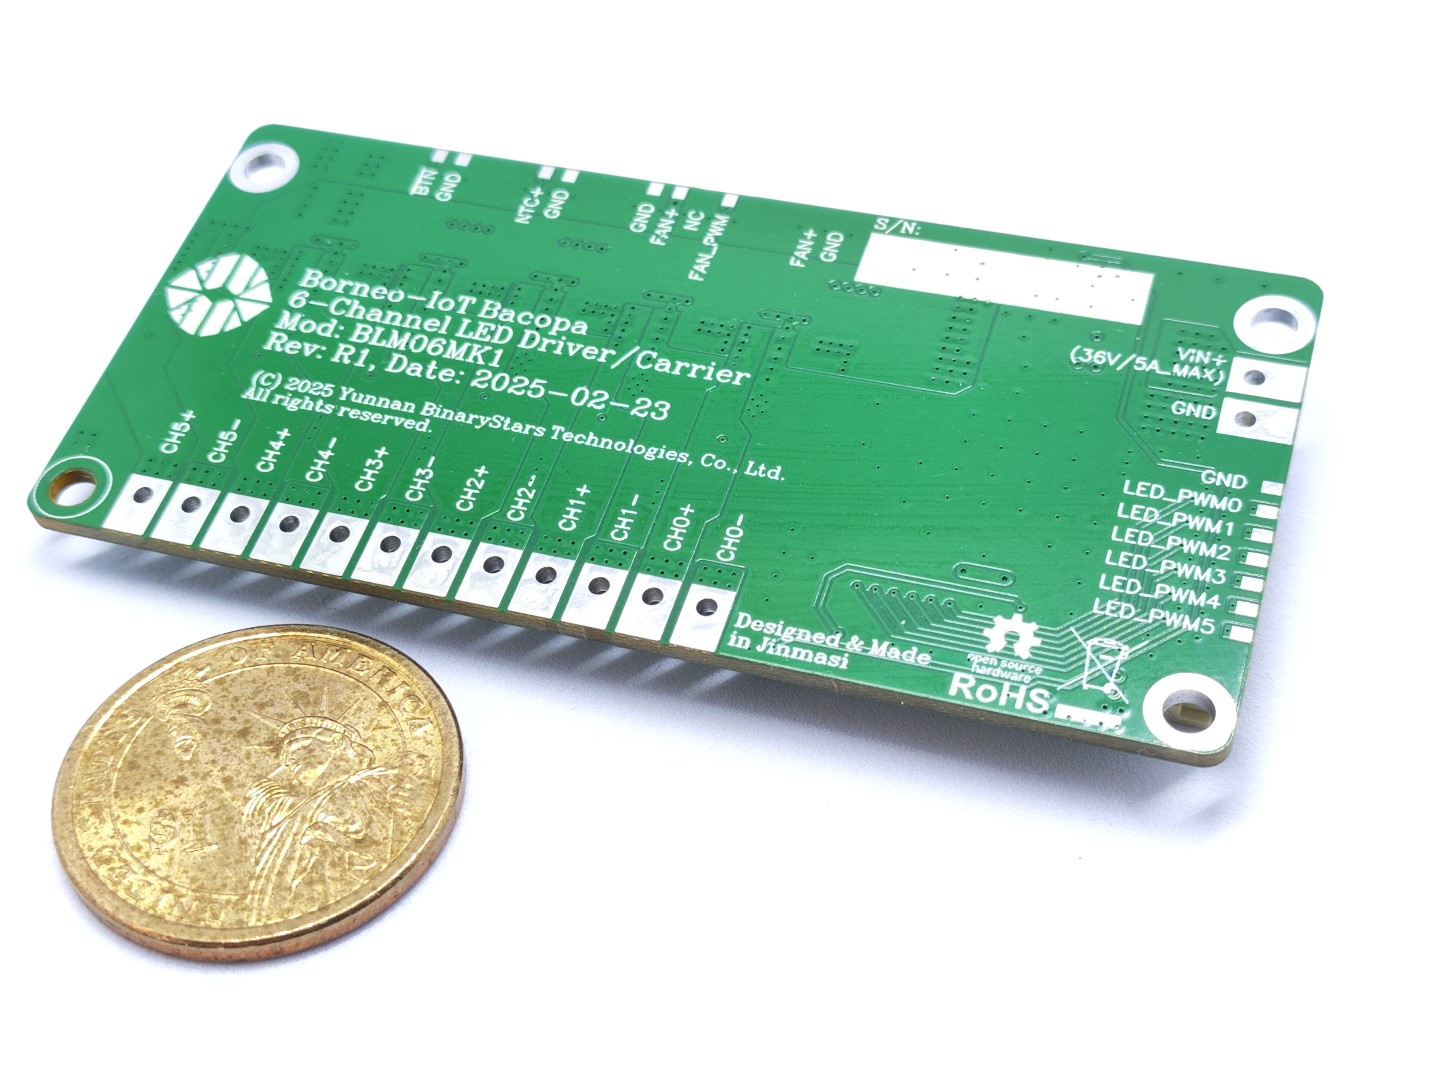 BTN
GND
NTC+
GND
GND
FAN+
NC
FAN_PWM
FAN+
GND
S/N:
Borneo-IoT Bacopa
6-Channel LED Driver/Carrier
Mod: BLM06MK1
Rev: R1, Date: 2025-02-23
(C) 2025 Yunnan BinaryStars Technologies, Co., Ltd.
All rights reserved.
ViN+
(36V/5A_MAX)
GND
GND
LED_PWM0
LED_PWM1
LED_PWM2
LED_PWM3
LED_PWM4
LED_PWM5
CH5+
CH5-
CH4+
CH4-
CH3+
CH3-
CH2+
CH2-
CH1+
CH1-
CH0+
CH0-
Designed & Made
in Jinmasi
open source
hardware
RoHS
OF AMERICA
$1